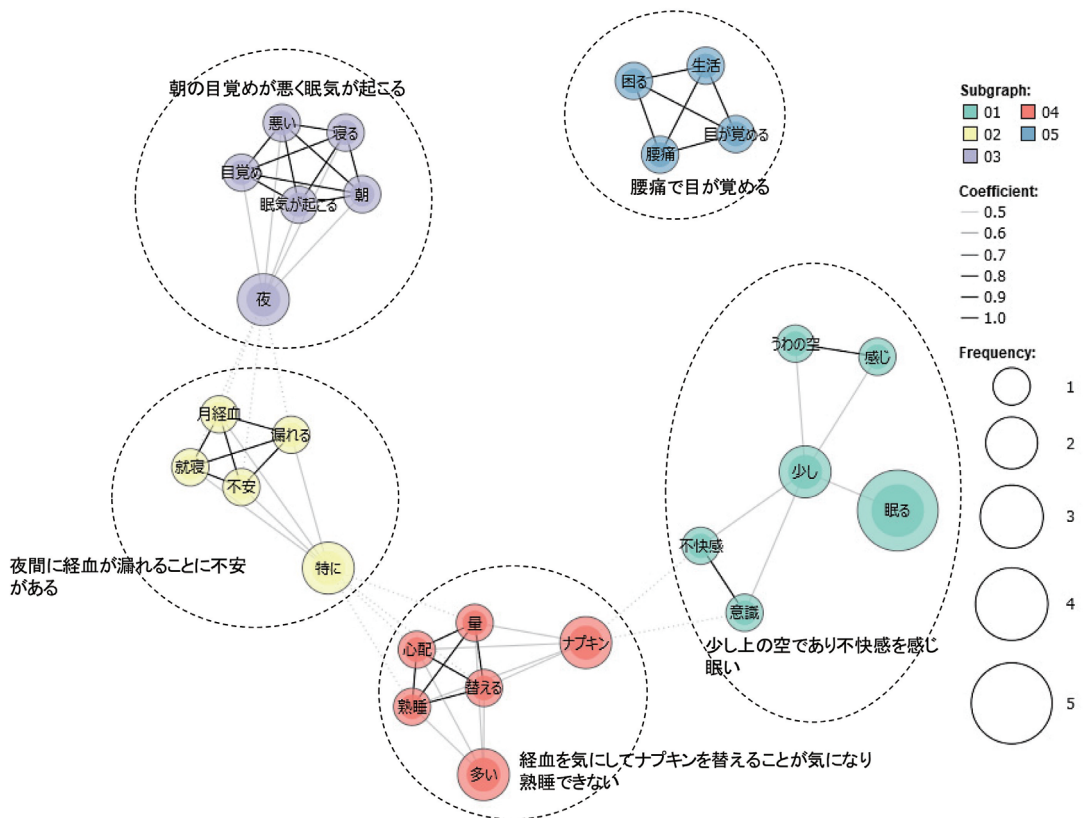 朝の目覚めが悪く眠気が起こる
悪い
寝る
目覚め
眠気が起こる
朝
夜
困る
生活
目が覚める
腰痛
腰痛で目が覚める
月経血
漏れる
就寝
不安
特に
夜間に経血が漏れることに不安
がある
量
心配
ナプキン
替える
熟睡
多い
経血を気にしてナプキンを替えることが気になり
熟睡できない
うわの空
感じ
少し
眠る
不快感
意識
少し上の空であり不快感を感じ
眠い
Subgraph:
01 04
02 05
03
Coefficient:
0.5
0.6
0.7
0.8
0.9
1.0
Frequency:
1
2
3
4
5